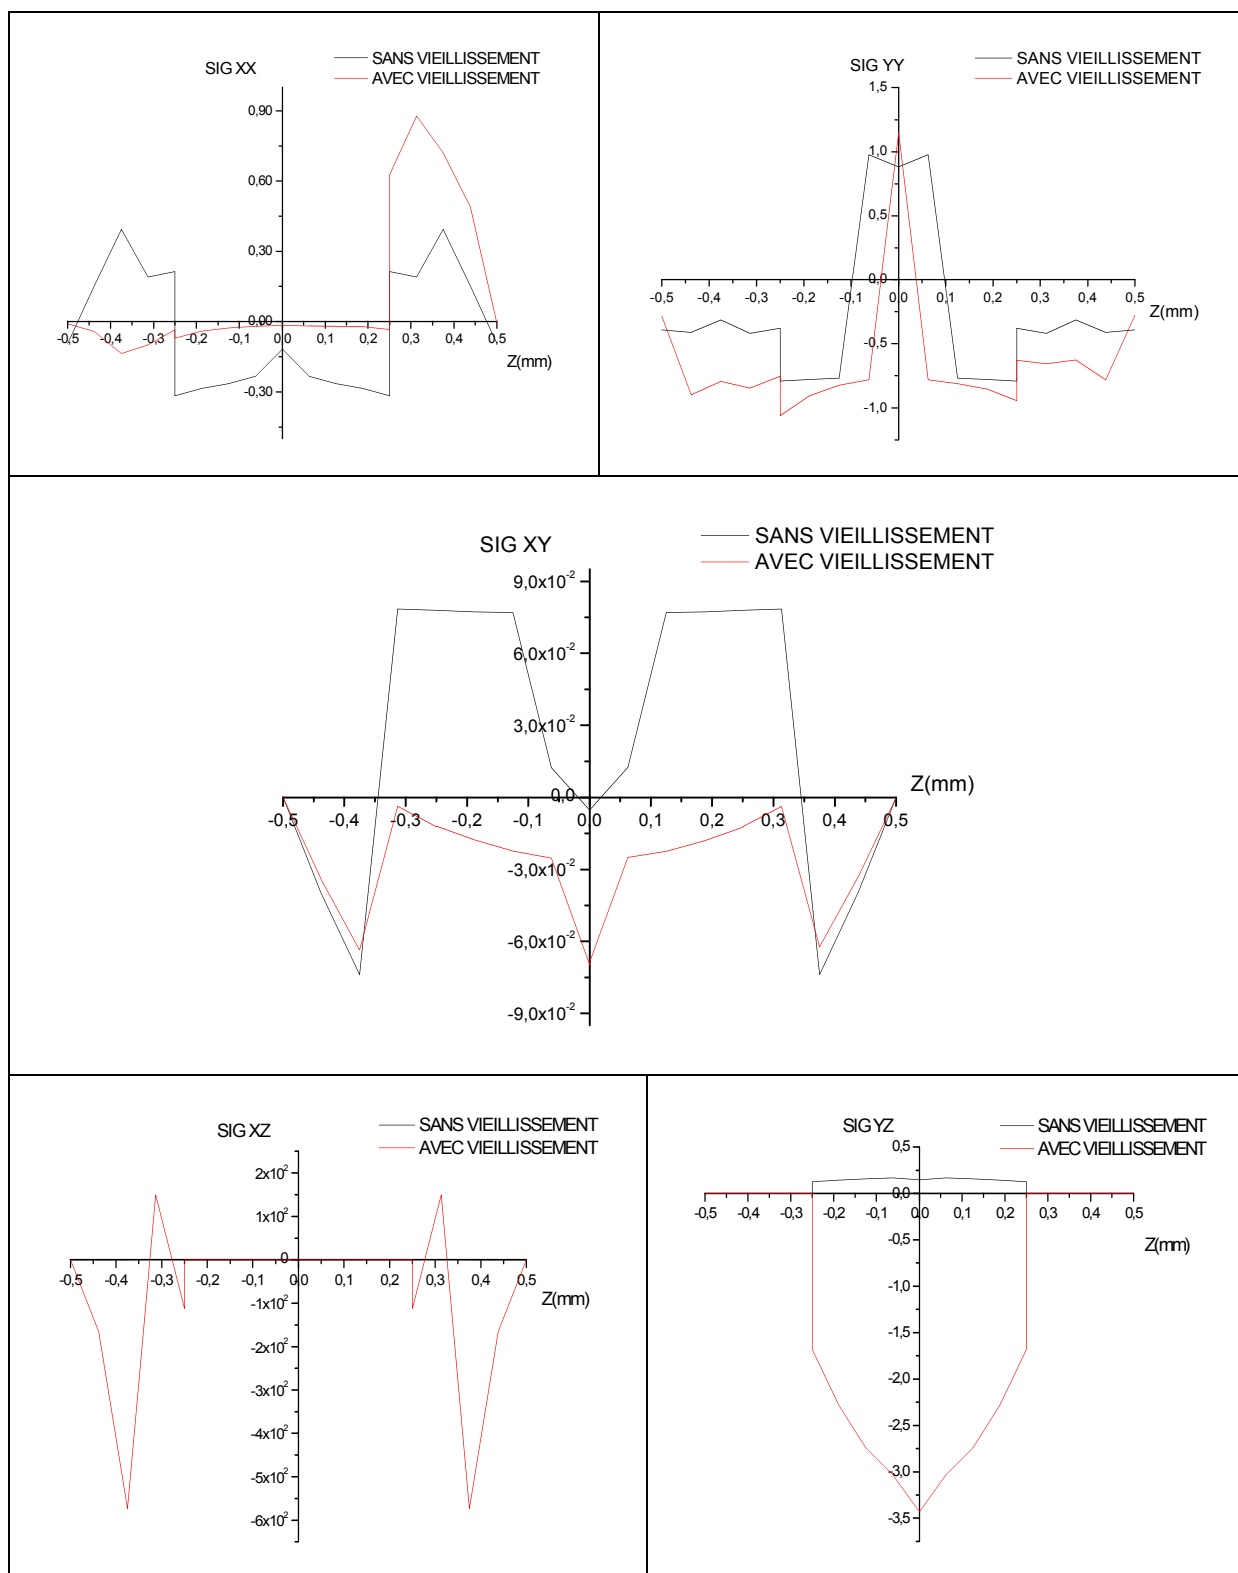 SIG XX
SANS VIEILLISSEMENT
AVEC VIEILLISSEMENT
0,90
0,60
0,30
0,00
-0,30
-0,5 -0,4 -0,3 -0,2 -0,1 0,0 0,1 0,2 0,3 0,4 0,5
Z(mm)
SIG YY
SANS VIEILLISSEMENT
AVEC VIEILLISSEMENT
1,5
1,0
0,5
0,0
-0,5
-1,0
-0,5 -0,4 -0,3 -0,2 -0,1 0,0 0,1 0,2 0,3 0,4 0,5
Z(mm)
SIG XY
SANS VIEILLISSEMENT
AVEC VIEILLISSEMENT
9,0x10⁻²
6,0x10⁻²
3,0x10⁻²
0,0
-3,0x10⁻²
-6,0x10⁻²
-9,0x10⁻²
-0,5 -0,4 -0,3 -0,2 -0,1 0,0 0,1 0,2 0,3 0,4 0,5
Z(mm)
SIG XZ
SANS VIEILLISSEMENT
AVEC VIEILLISSEMENT
2x10²
1x10²
0
-1x10²
-2x10²
-3x10²
-4x10²
-5x10²
-6x10²
-0,5 -0,4 -0,3 -0,2 -0,1 0,0 0,1 0,2 0,3 0,4 0,5
Z(mm)
SIG YZ
SANS VIEILLISSEMENT
AVEC VIEILLISSEMENT
0,5
0,0
-0,5
-1,0
-1,5
-2,0
-2,5
-3,0
-3,5
-0,5 -0,4 -0,3 -0,2 -0,1 0,0 0,1 0,2 0,3 0,4 0,5
Z(mm)